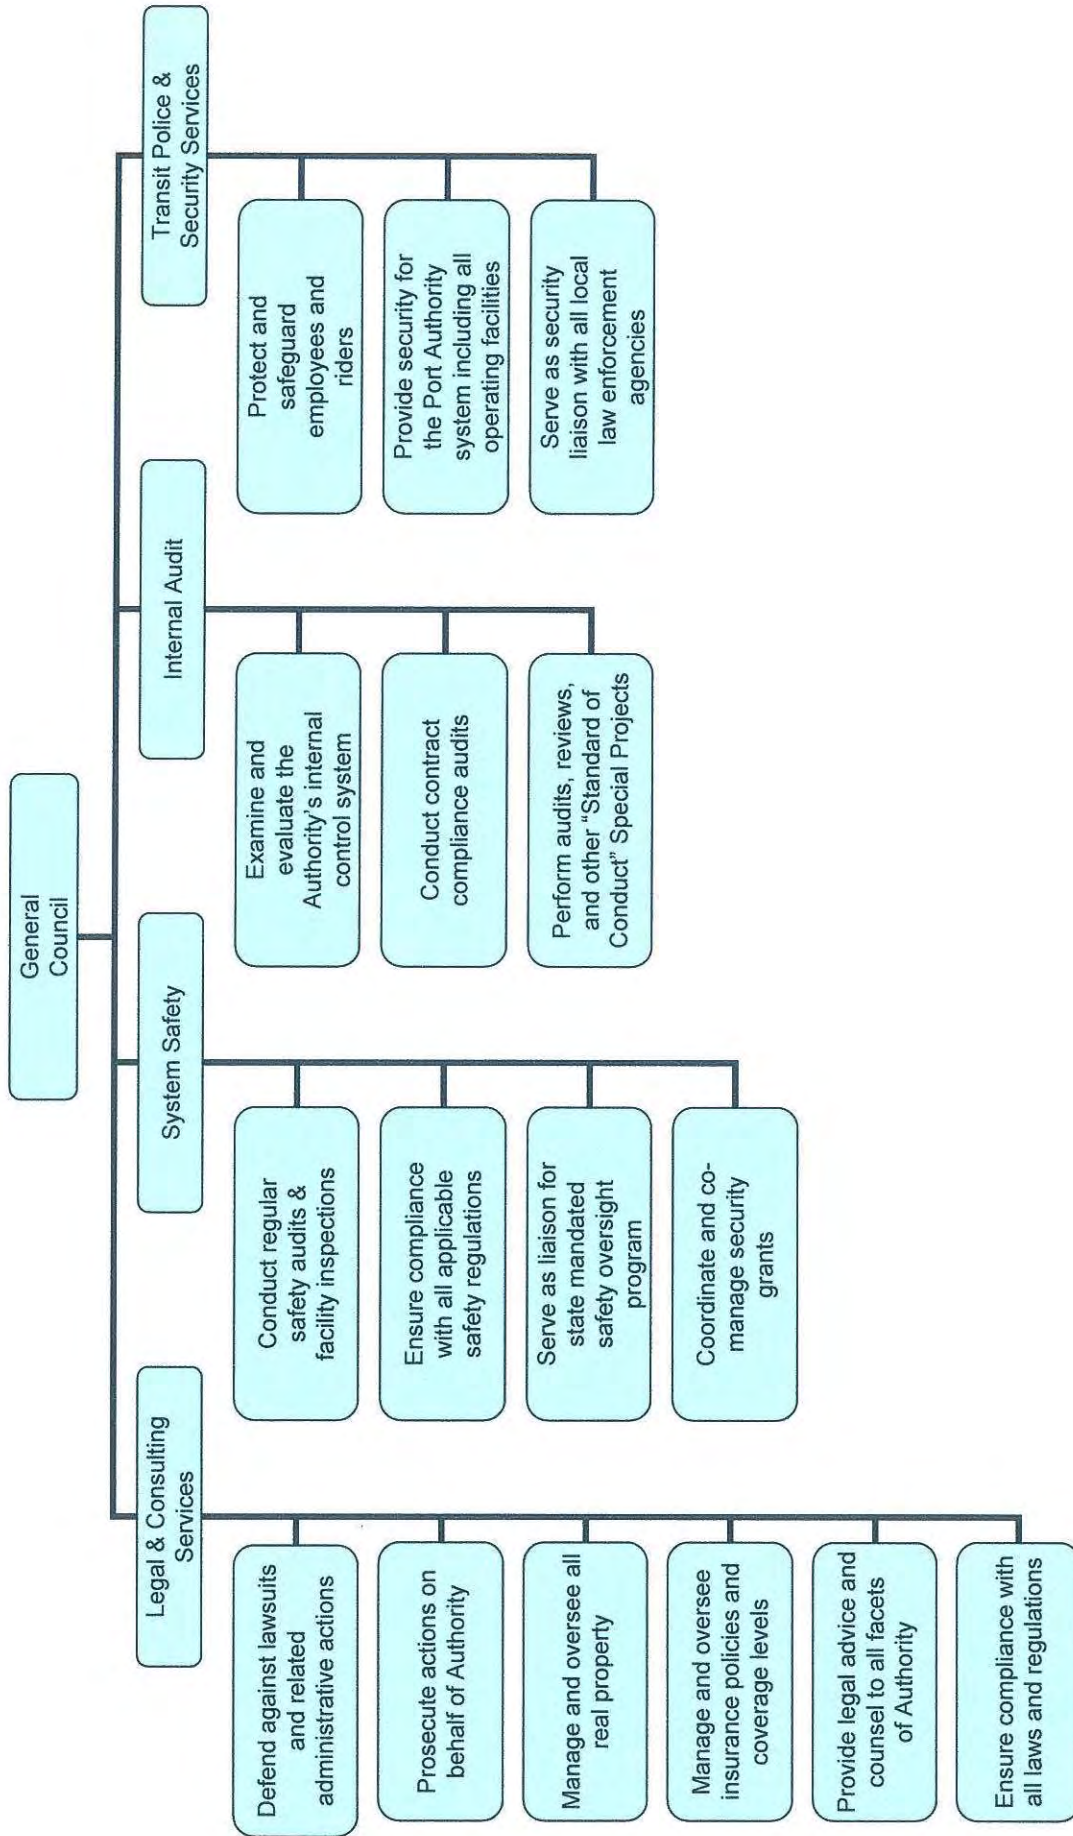 General
Council
Legal & Consulting
Services
Defend against lawsuits
and related
administrative actions
Prosecute actions on
behalf of Authority
Manage and oversee all
real property
Manage and oversee
insurance policies and
coverage levels
Provide legal advice and
counsel to all facets
of Authority
Ensure compliance with
all laws and regulations
System Safety
Conduct regular
safety audits &
facility inspections
Ensure compliance
with all applicable
safety regulations
Serve as liaison for
state mandated
safety oversight
program
Coordinate and co-
manage security
grants
Internal Audit
Examine and
evaluate the
Authority's internal
control system
Conduct contract
compliance audits
Perform audits, reviews,
and other “Standard of
Conduct” Special Projects
Transit Police &
Security Services
Protect and
safeguard
employees and
riders
Provide security for
the Port Authority
system including all
operating facilities
Serve as security
liaison with all local
law enforcement
agencies